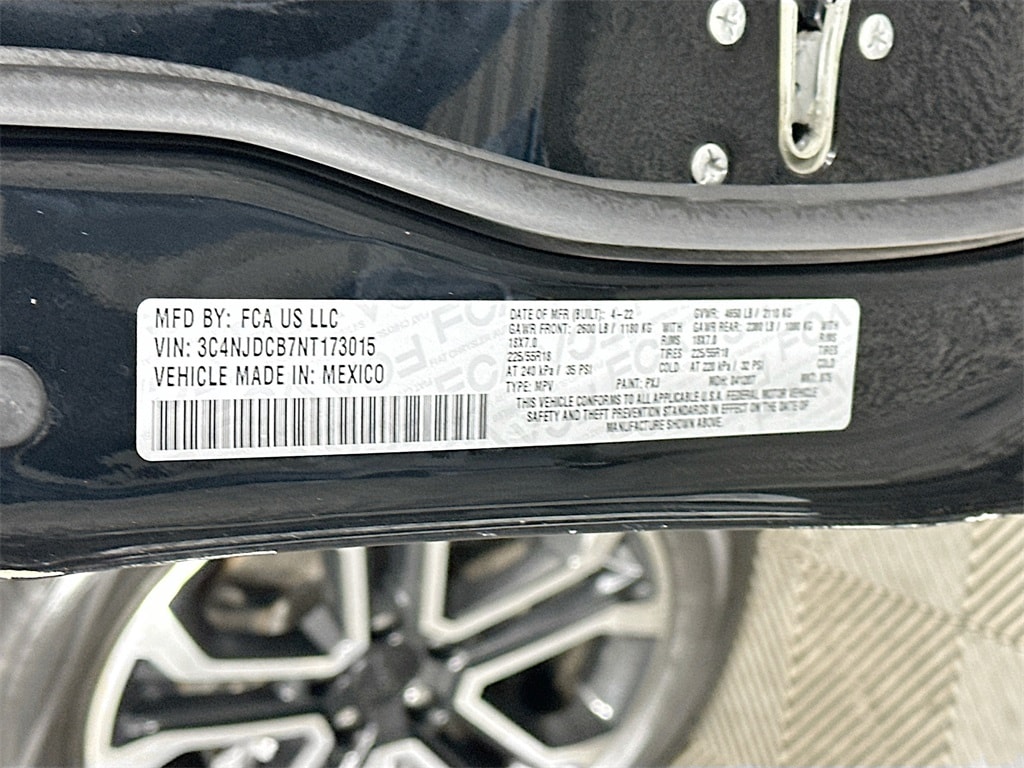 MFD BY: FCA US LLC
VIN: 3C4NJDCB7NT173015
VEHICLE MADE IN: MEXICO
DATE OF MFR (BUILT): 4-22 GVWR: 4650 LB / 2110 KG
GAWR FRONT: 2600 LB / 1180 KG WITH GAWR REAR: 2380 LB / 1080 KG WITH
18X7.0 RIMS 18X7.0 RIMS
225/55R18 TIRES 225/55R18 TIRES
AT 240 kPa / 35 PSI COLD AT 220 kPa / 32 PSI COLD
TYPE: MPV PAINT: PXJ MDH: 041207
THIS VEHICLE CONFORMS TO ALL APPLICABLE U.S.A. FEDERAL MOTOR VEHICLE
SAFETY AND THEFT PREVENTION STANDARDS IN EFFECT ON THE DATE OF
MANUFACTURE SHOWN ABOVE.